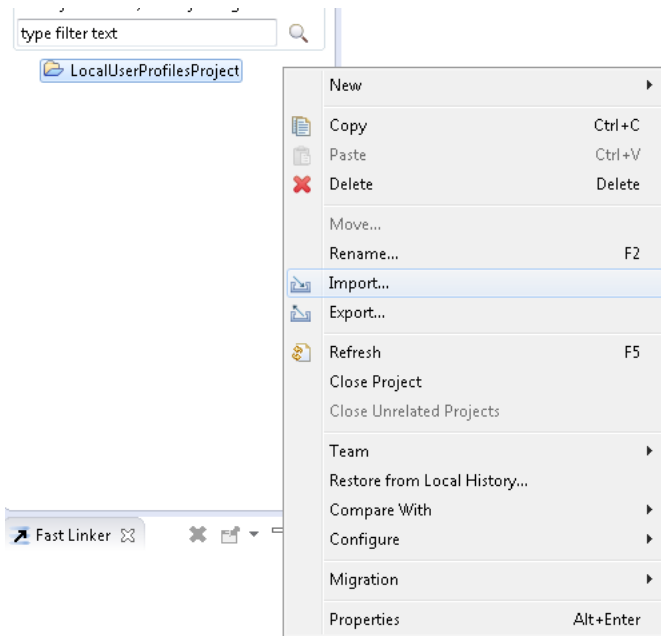 type filter text
LocalUserProfilesProject
New
Copy Ctrl+C
Paste Ctrl+V
Delete Delete
Move...
Rename... F2
Import...
Export...
Refresh F5
Close Project
Close Unrelated Projects
Team
Restore from Local History...
Compare With
Configure
Migration
Properties Alt+Enter
Fast Linker